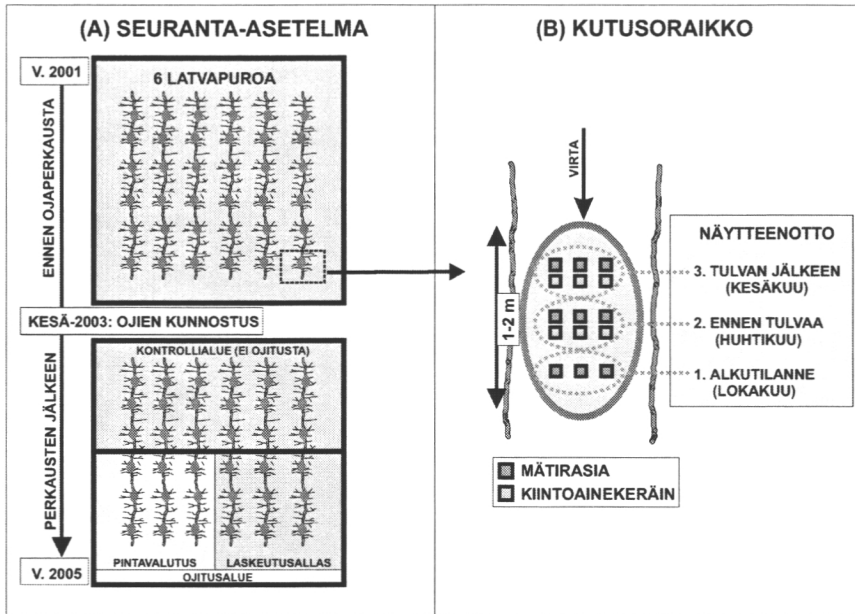 (A) SEURANTA-ASETELMA
V. 2001
6 LATVAPUROA
ENNEN OJAPERKAUSTA
KESÄ-2003: OJIEN KUNNOSTUS
KONTROLLIALUE (EI OJITUSTA)
PERKAUSTEN JÄLKEEN
PINTAVALUTUS
LASKEUTUSALLAS
V. 2005
OJITUSALUE
(B) KUTUSORAIKKO
VIRTA
1-2 m
NÄYTTEENOTTO
3. TULVAN JÄLKEEN
(KESÄKUU)
2. ENNEN TULVAA
(HUHTIKUU)
1. ALKUTILANNE
(LOKAKUU)
MÄTIRASIA
KIINTOAINEKERÄIN